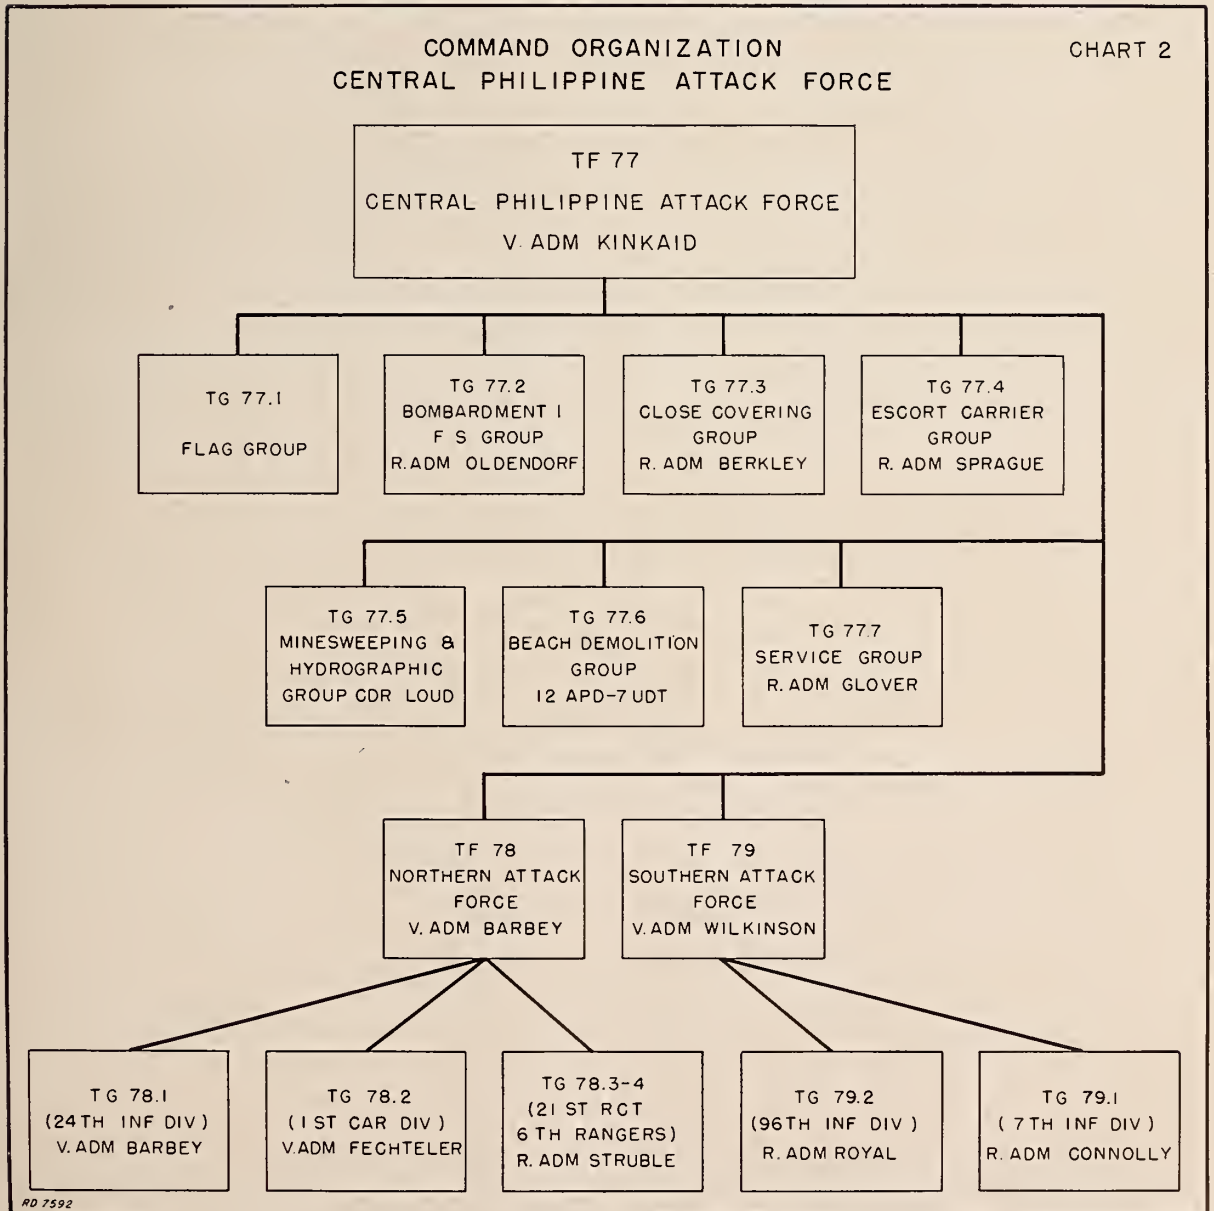 COMMAND ORGANIZATION
CENTRAL PHILIPPINE ATTACK FORCE
CHART 2
TF 77
CENTRAL PHILIPPINE ATTACK FORCE
V. ADM KINKAID
TG 77.1
FLAG GROUP
TG 77.2
BOMBARDMENT I
F S GROUP
R. ADM OLDENDORF
TG 77.3
CLOSE COVERING
GROUP
R. ADM BERKLEY
TG 77.4
ESCORT CARRIER
GROUP
R. ADM SPRAGUE
TG 77.5
MINESWEEPING &
HYDROGRAPHIC
GROUP CDR LOUD
TG 77.6
BEACH DEMOLITION
GROUP
12 APD-7 UDT
TG 77.7
SERVICE GROUP
R. ADM GLOVER
TF 78
NORTHERN ATTACK
FORCE
V. ADM BARBEY
TF 79
SOUTHERN ATTACK
FORCE
V. ADM WILKINSON
TG 78.1
(24TH INF DIV)
V. ADM BARBEY
TG 78.2
(1ST CAR DIV)
V. ADM FECHTELER
TG 78.3-4
(21 ST RCT
6 TH RANGERS)
R. ADM STRUBLE
TG 79.2
(96TH INF DIV)
R. ADM ROYAL
TG 79.1
(7TH INF DIV)
R. ADM CONNOLLY
RD 7592